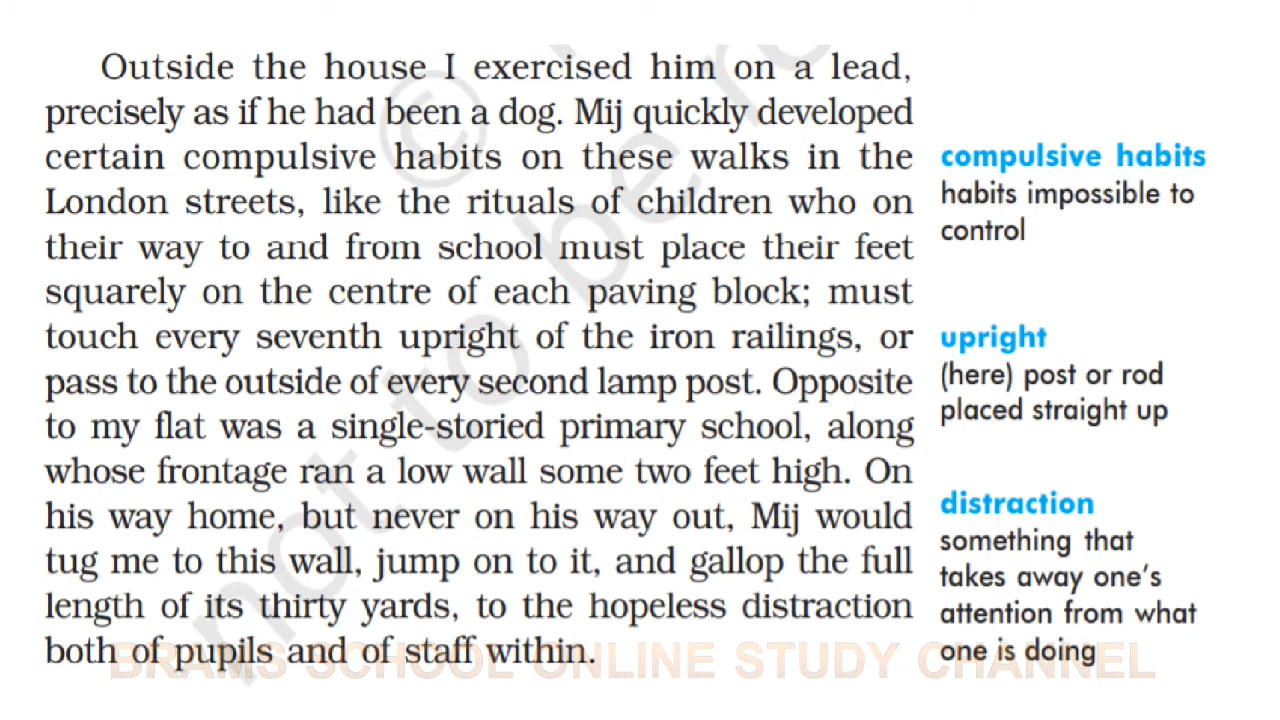 Outside the house I exercised him on a lead,
precisely as if he had been a dog. Mij quickly developed
certain compulsive habits on these walks in the
London streets, like the rituals of children who on
their way to and from school must place their feet
squarely on the centre of each paving block; must
touch every seventh upright of the iron railings, or
pass to the outside of every second lamp post. Opposite
to my flat was a single-storied primary school, along
whose frontage ran a low wall some two feet high. On
his way home, but never on his way out, Mij would
tug me to this wall, jump on to it, and gallop the full
length of its thirty yards, to the hopeless distraction
both of pupils and of staff within.
compulsive habits
habits impossible to
control
upright
(here) post or rod
placed straight up
distraction
something that
takes away one's
attention from what
one is doing
© not to be re
BRAMS SCHOOL ONLINE STUDY CHANNEL